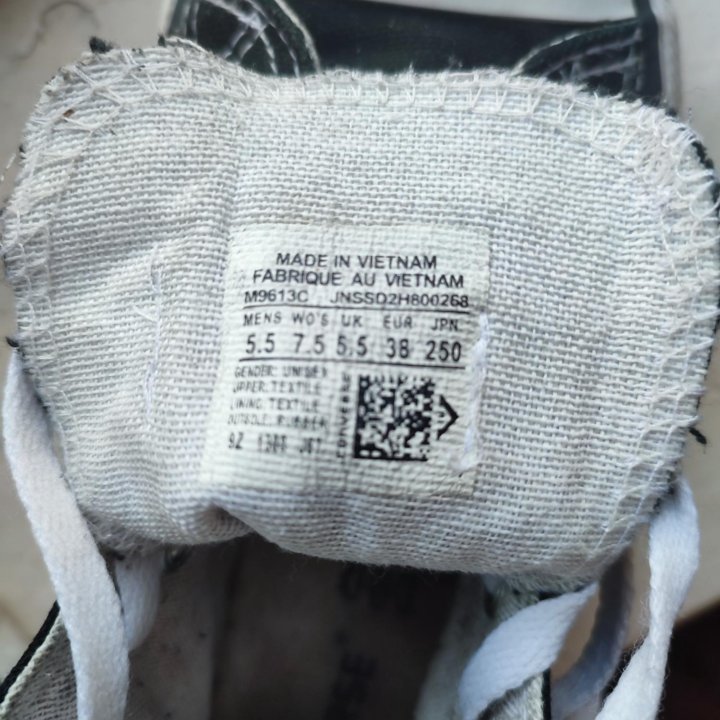 MADE IN VIETNAM
FABRIQUE AU VIETNAM
M9613C JNSSD2H800268
MENS WO'S UK EUR JPN
5.5 7.5 5.5 38 250
GENDER: UNISEX
UPPER: TEXTILE
LINING: TEXTILE
OUTSOLE: RUBBER
CONVERSE